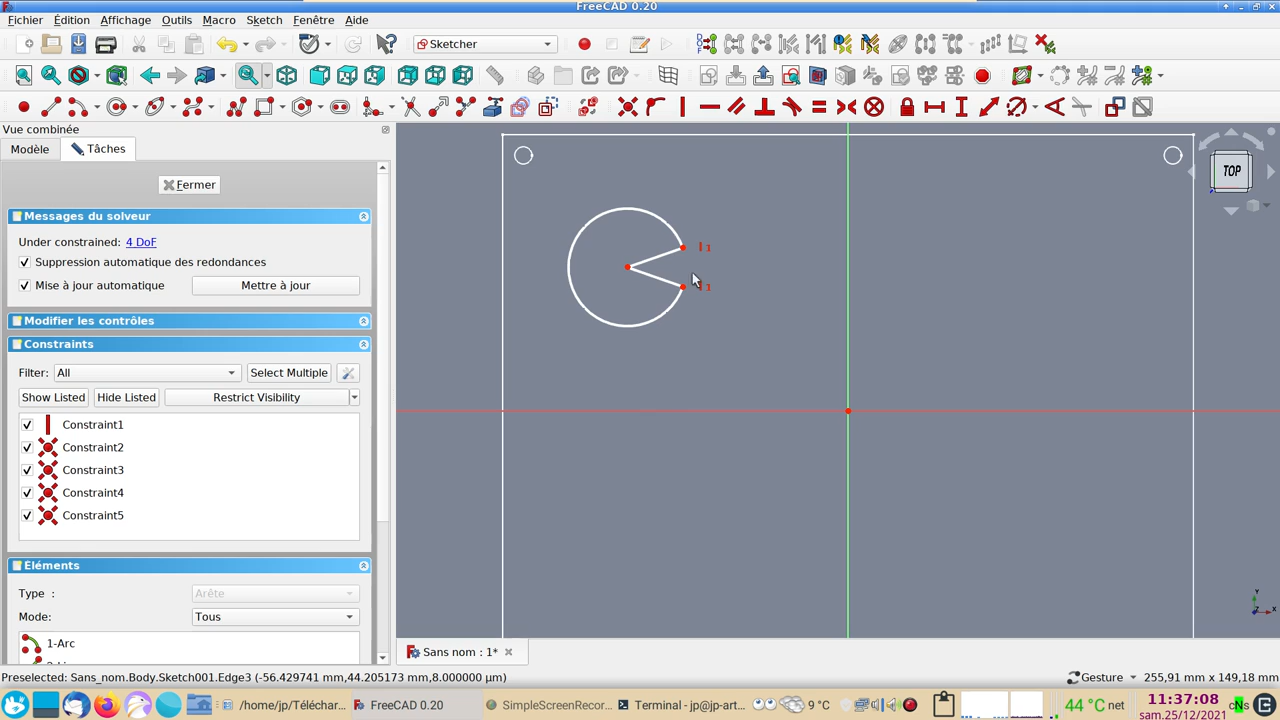 FreeCAD 0.20
Fichier Édition Affichage Outils Macro Sketch Fenêtre Aide
Sketcher
Vue combinée
Modèle Tâches
Fermer
Messages du solveur
Under constrained: 4 DoF
Suppression automatique des redondances
Mise à jour automatique Mettre à jour
Modifier les contrôles
Constraints
Filter: All Select Multiple
Show Listed Hide Listed Restrict Visibility
Constraint1
Constraint2
Constraint3
Constraint4
Constraint5
Eléments
Type : Arête
Mode: Tous
1-Arc
1
1
TOP
Y
Z
X
Sans nom : 1*
Preselected: Sans_nom.Body.Sketch001.Edge3 (-56.429741 mm,44.205173 mm,8.000000 µm)
Gesture 255,91 mm x 149,18 mm
/home/jp/Téléchar... FreeCAD 0.20 SimpleScreenRecor... Terminal - jp@jp-art... 9 °C 44 °C net
11:37:08
sam.25/12/2021
cNs